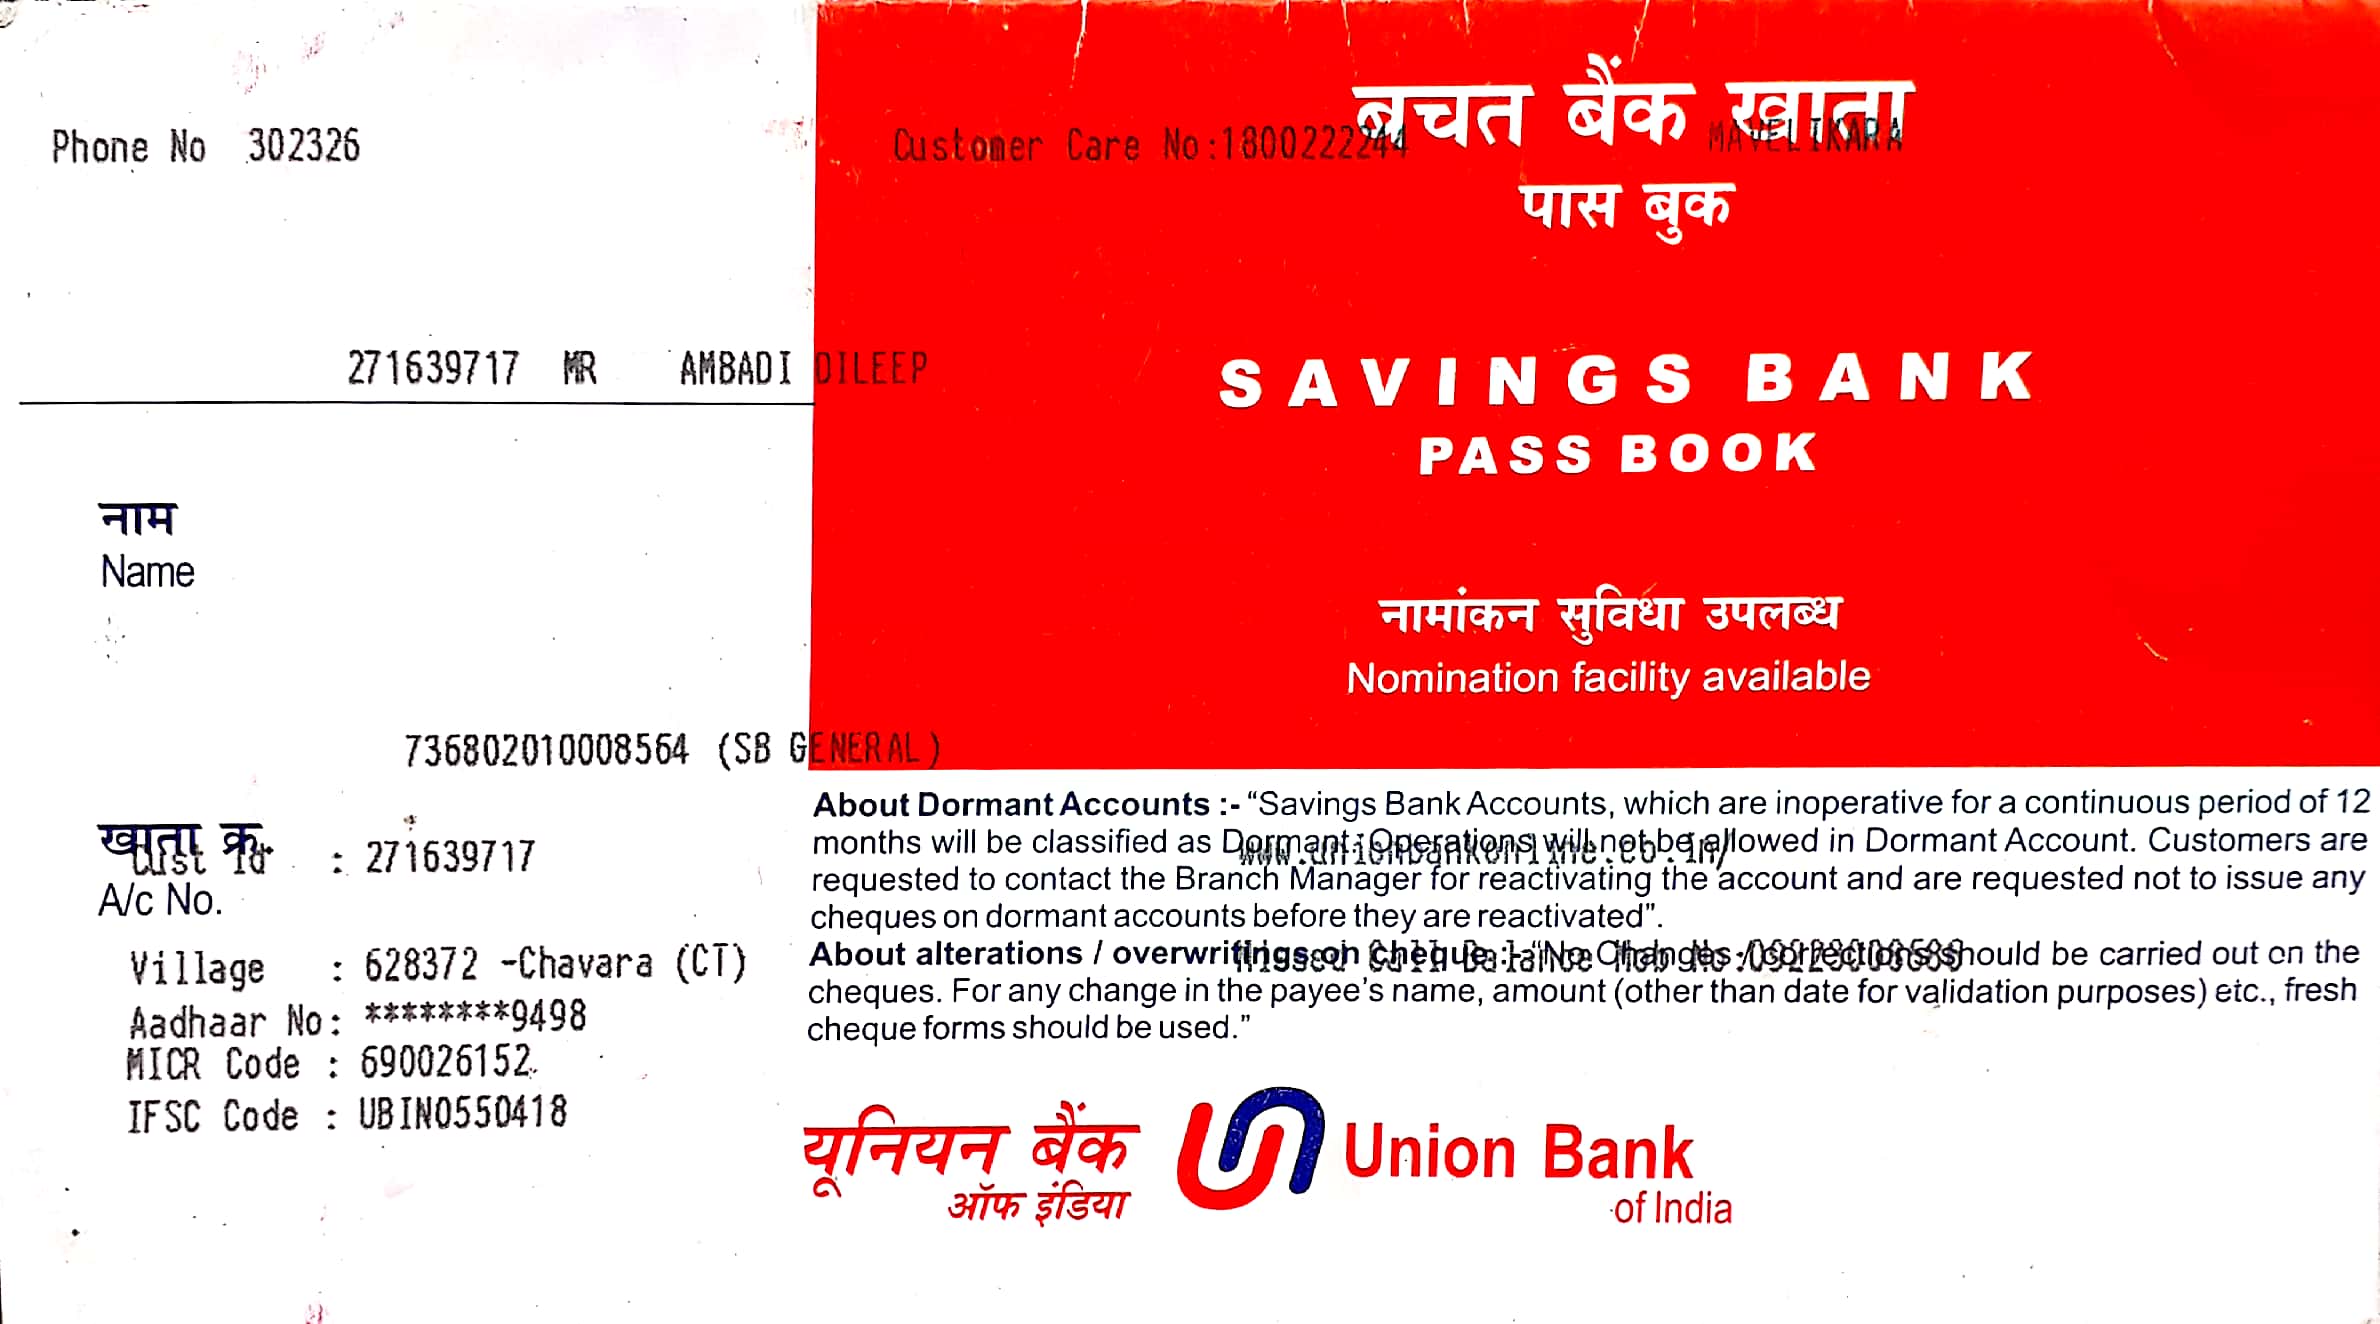 Phone No 302326
Customer Care No:1800222244
MAVELIKARA
बचत बैंक खाता
पास बुक
271639717 MR AMBADI DILEEP
SAVINGS BANK
PASS BOOK
नाम
Name
नामांकन सुविधा उपलब्ध
Nomination facility available
736802010008564 (SB GENERAL)
खाता क्र.
Cust Id : 271639717
A/c No.
Village : 628372 -Chavara (CT)
Aadhaar No: ********9498
MICR Code : 690026152
IFSC Code : UBIN0550418
About Dormant Accounts :- “Savings Bank Accounts, which are inoperative for a continuous period of 12
months will be classified as Dormant. Operations will not be allowed in Dormant Account. Customers are
requested to contact the Branch Manager for reactivating the account and are requested not to issue any
cheques on dormant accounts before they are reactivated”.
About alterations / overwritings on Cheque :- “No Changes / corrections should be carried out on the
cheques. For any change in the payee’s name, amount (other than date for validation purposes) etc., fresh
cheque forms should be used.”
यूनियन बैंक
ऑफ इंडिया
Union Bank
of India